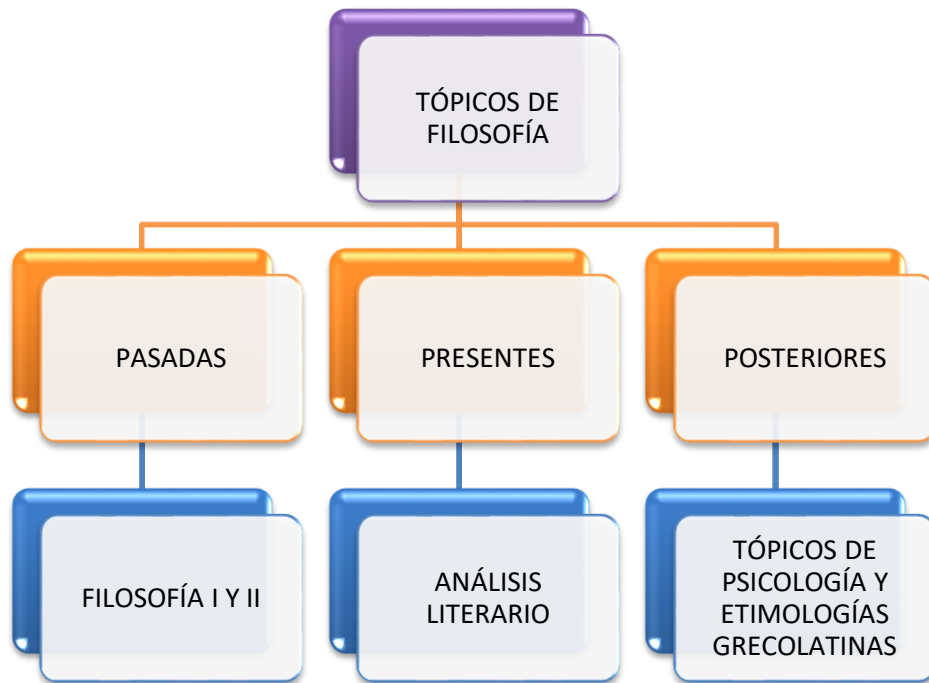 TÓPICOS DE
FILOSOFÍA
PASADAS
PRESENTES
POSTERIORES
FILOSOFÍA I Y II
ANÁLISIS
LITERARIO
TÓPICOS DE
PSICOLOGÍA Y
ETIMOLOGÍAS
GRECOLATINAS